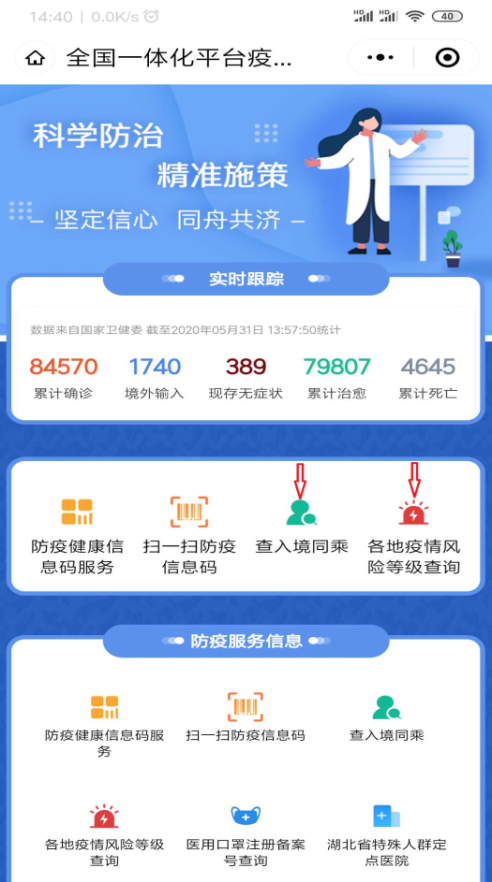 14:40 | 0.0K/s
HD HD 40
全国一体化平台疫...
科学防治
精准施策
– 坚定信心 同舟共济 –
实时跟踪
数据来自国家卫健委 截至2020年05月31日 13:57:50统计
84570 1740 389 79807 4645
累计确诊 境外输入 现存无症状 累计治愈 累计死亡
防疫健康信
息码服务
扫一扫防疫
信息码
查入境同乘
各地疫情风
险等级查询
防疫服务信息
防疫健康信息码服
务
扫一扫防疫信息码
查入境同乘
各地疫情风险等级
查询
医用口罩注册备案
号查询
湖北省特殊人群定
点医院